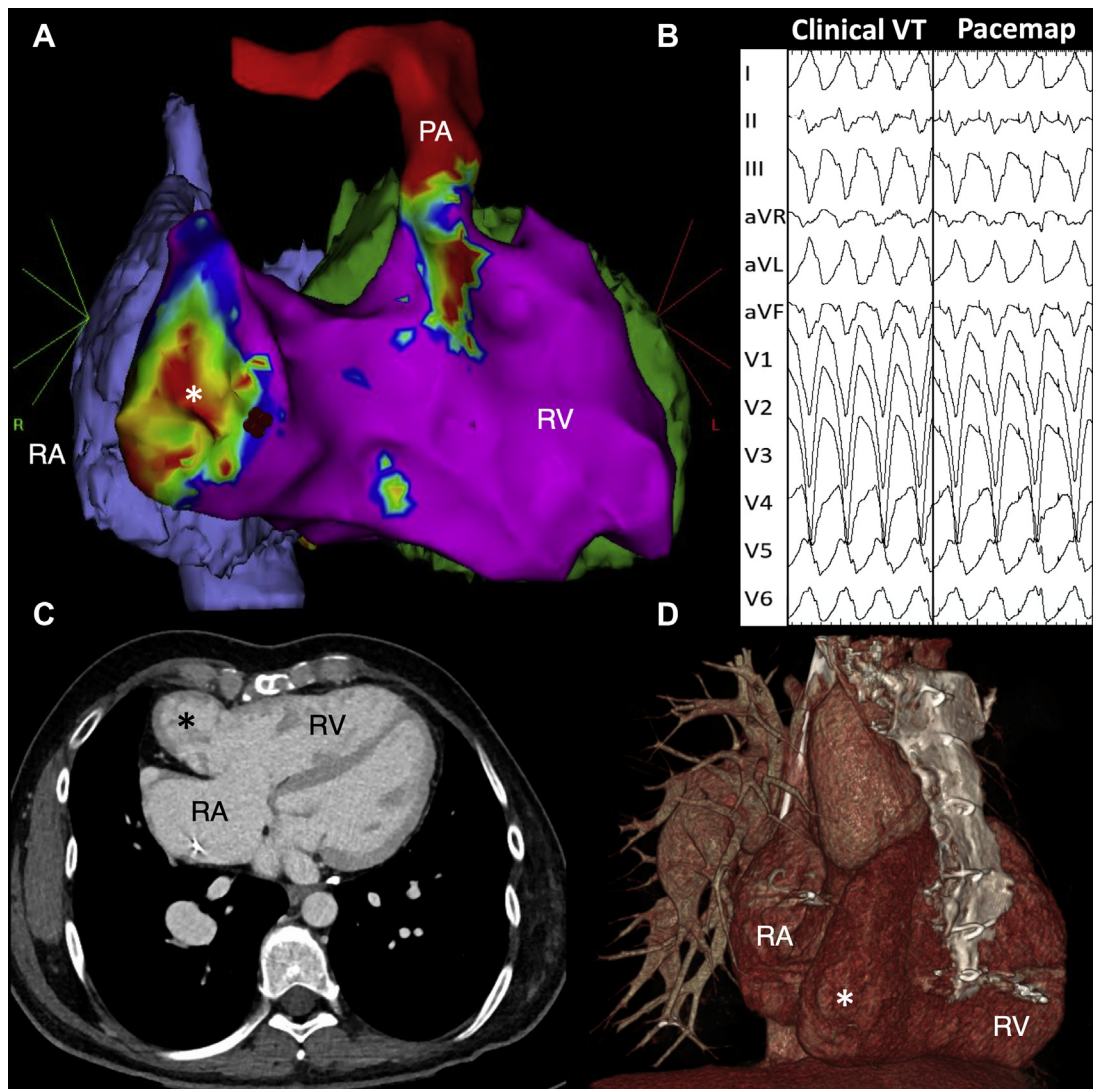 A
PA
RV
RA
*
R
L
B
Clinical VT Pacemap
I
II
III
aVR
aVL
aVF
V1
V2
V3
V4
V5
V6
C
*
RV
RA
D
RA
*
RV